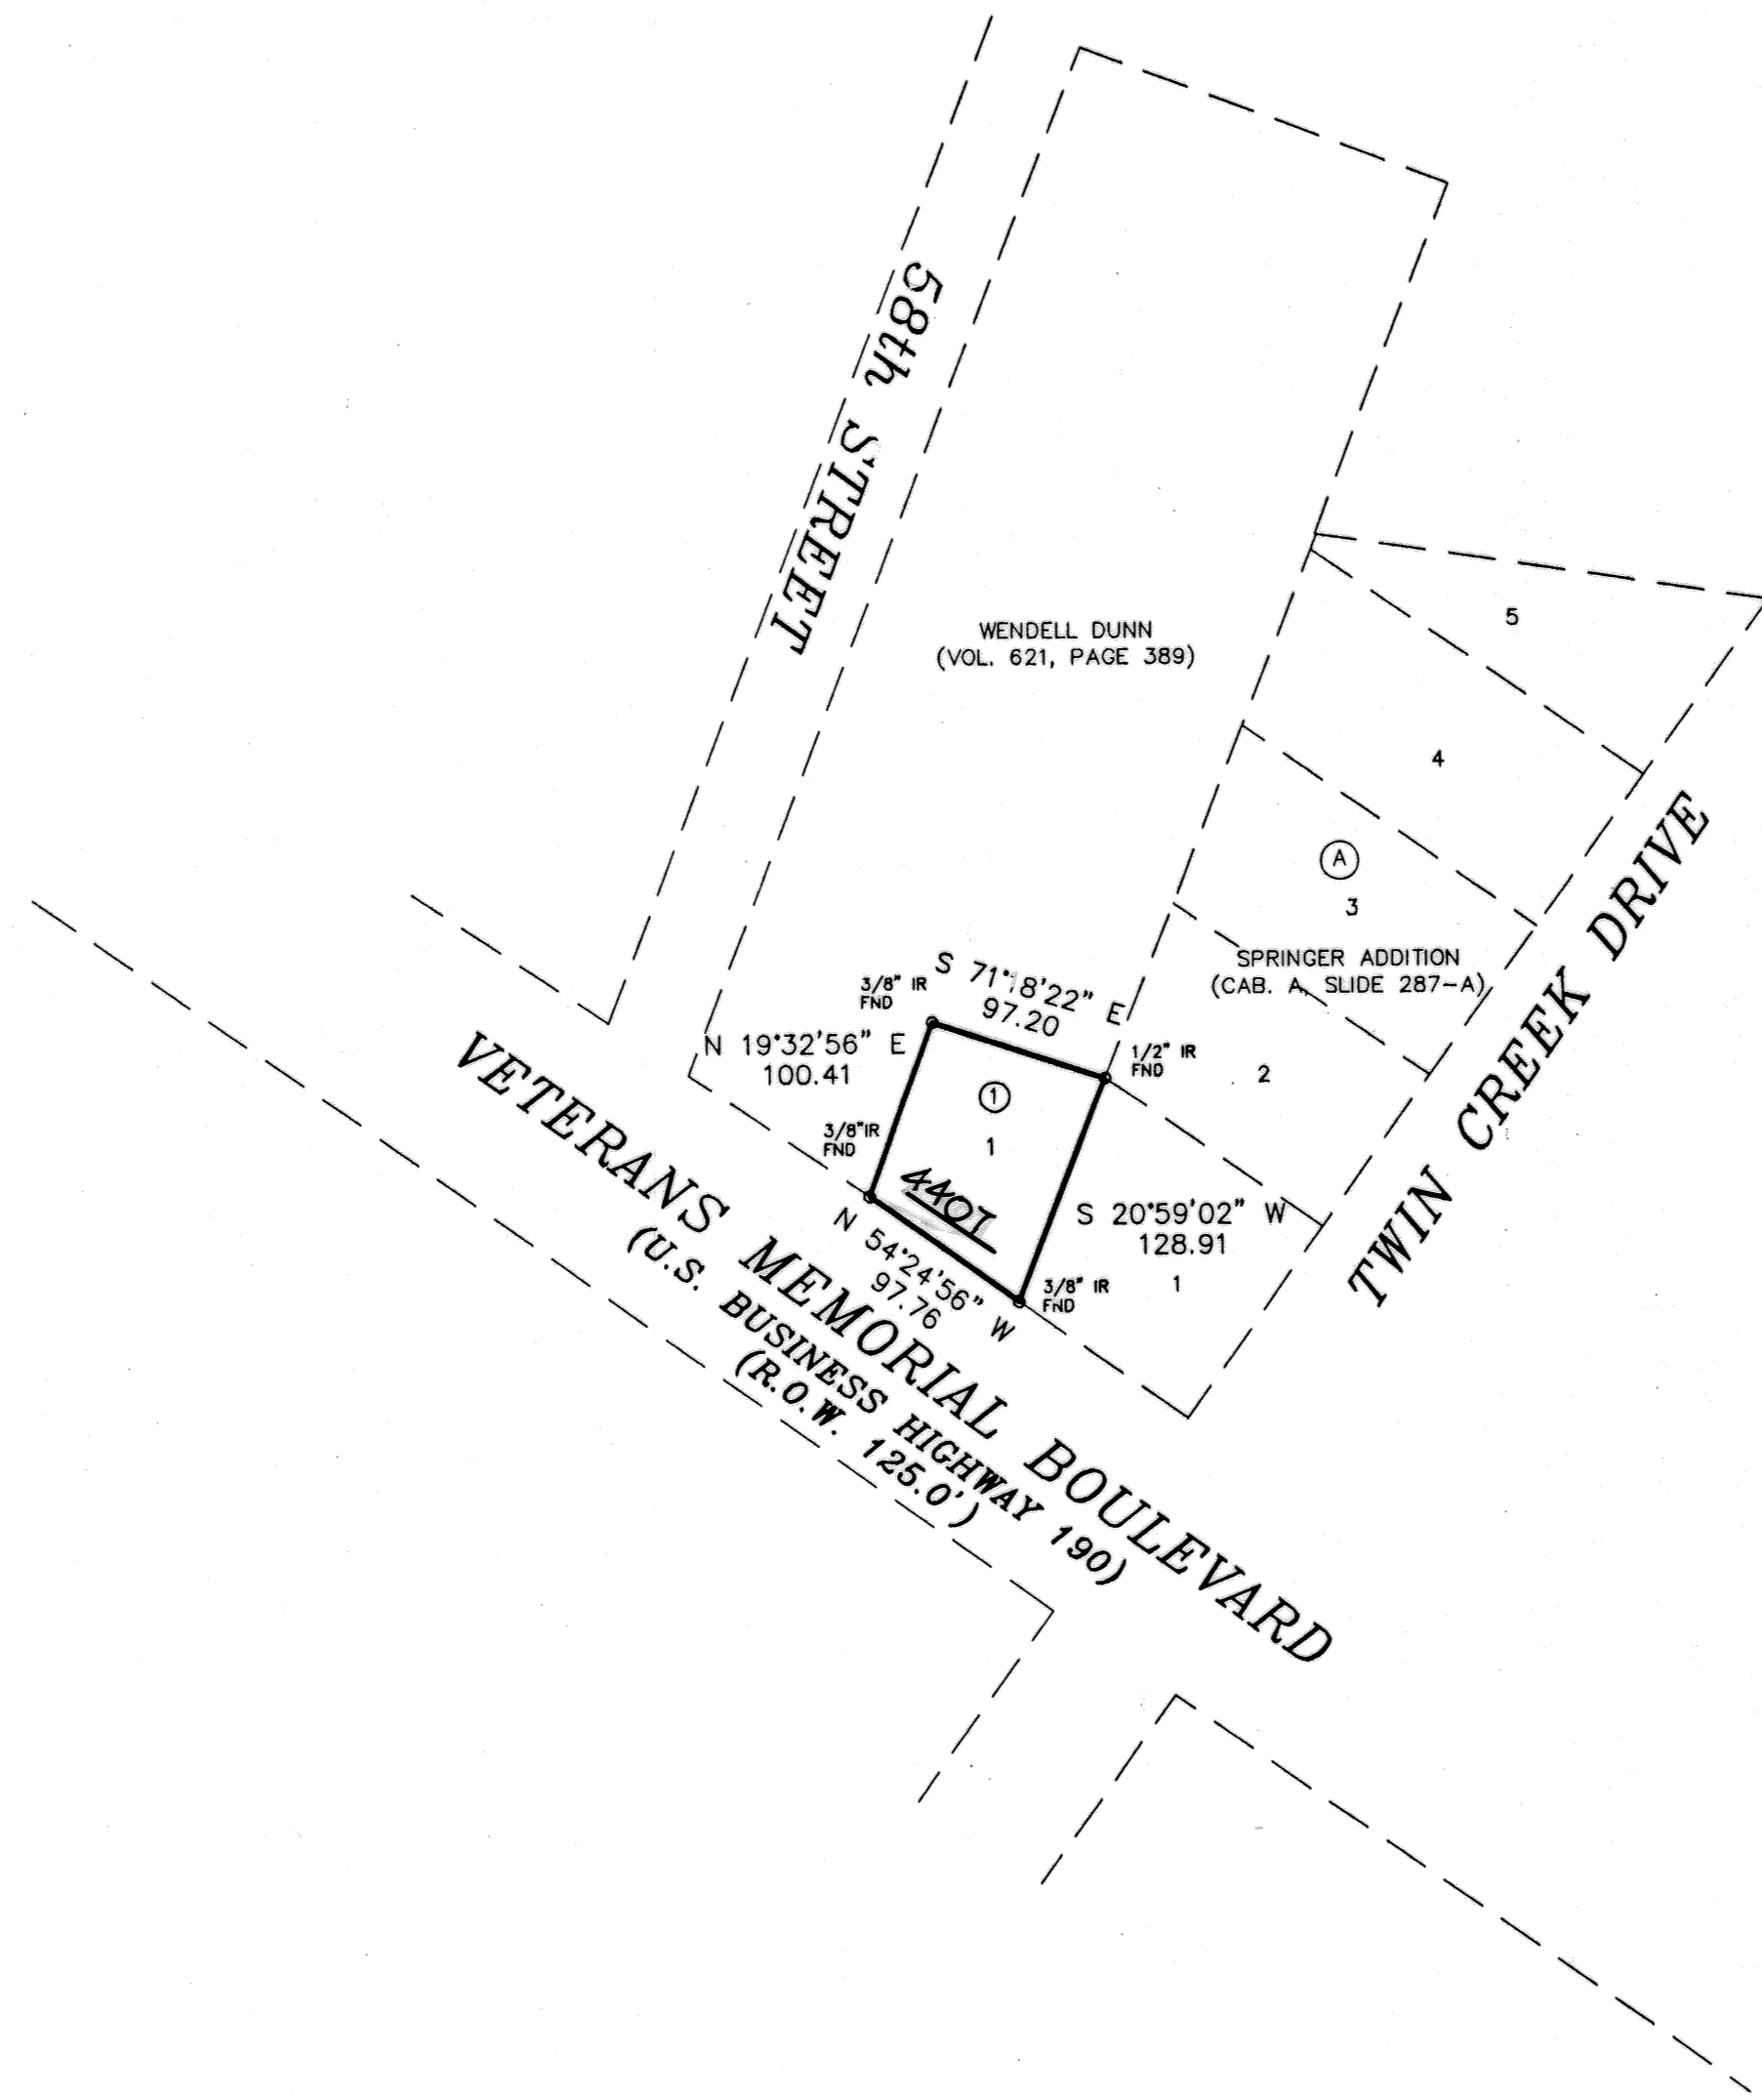 58th STREET
WENDELL DUNN
(VOL. 621, PAGE 389)
5
4
A
3
SPRINGER ADDITION
(CAB. A, SLIDE 287-A)
2
TWIN CREEK DRIVE
S 71°18'22" E
97.20
3/8" IR
FND
N 19°32'56" E
100.41
1/2" IR
FND
1
1
3/8"IR
FND
4407
S 20°59'02" W
128.91
1
3/8" IR
FND
N 54°24'56" W
97.76
VETERANS MEMORIAL BOULEVARD
(U.S. BUSINESS HIGHWAY 190)
(R.O.W. 125.0')